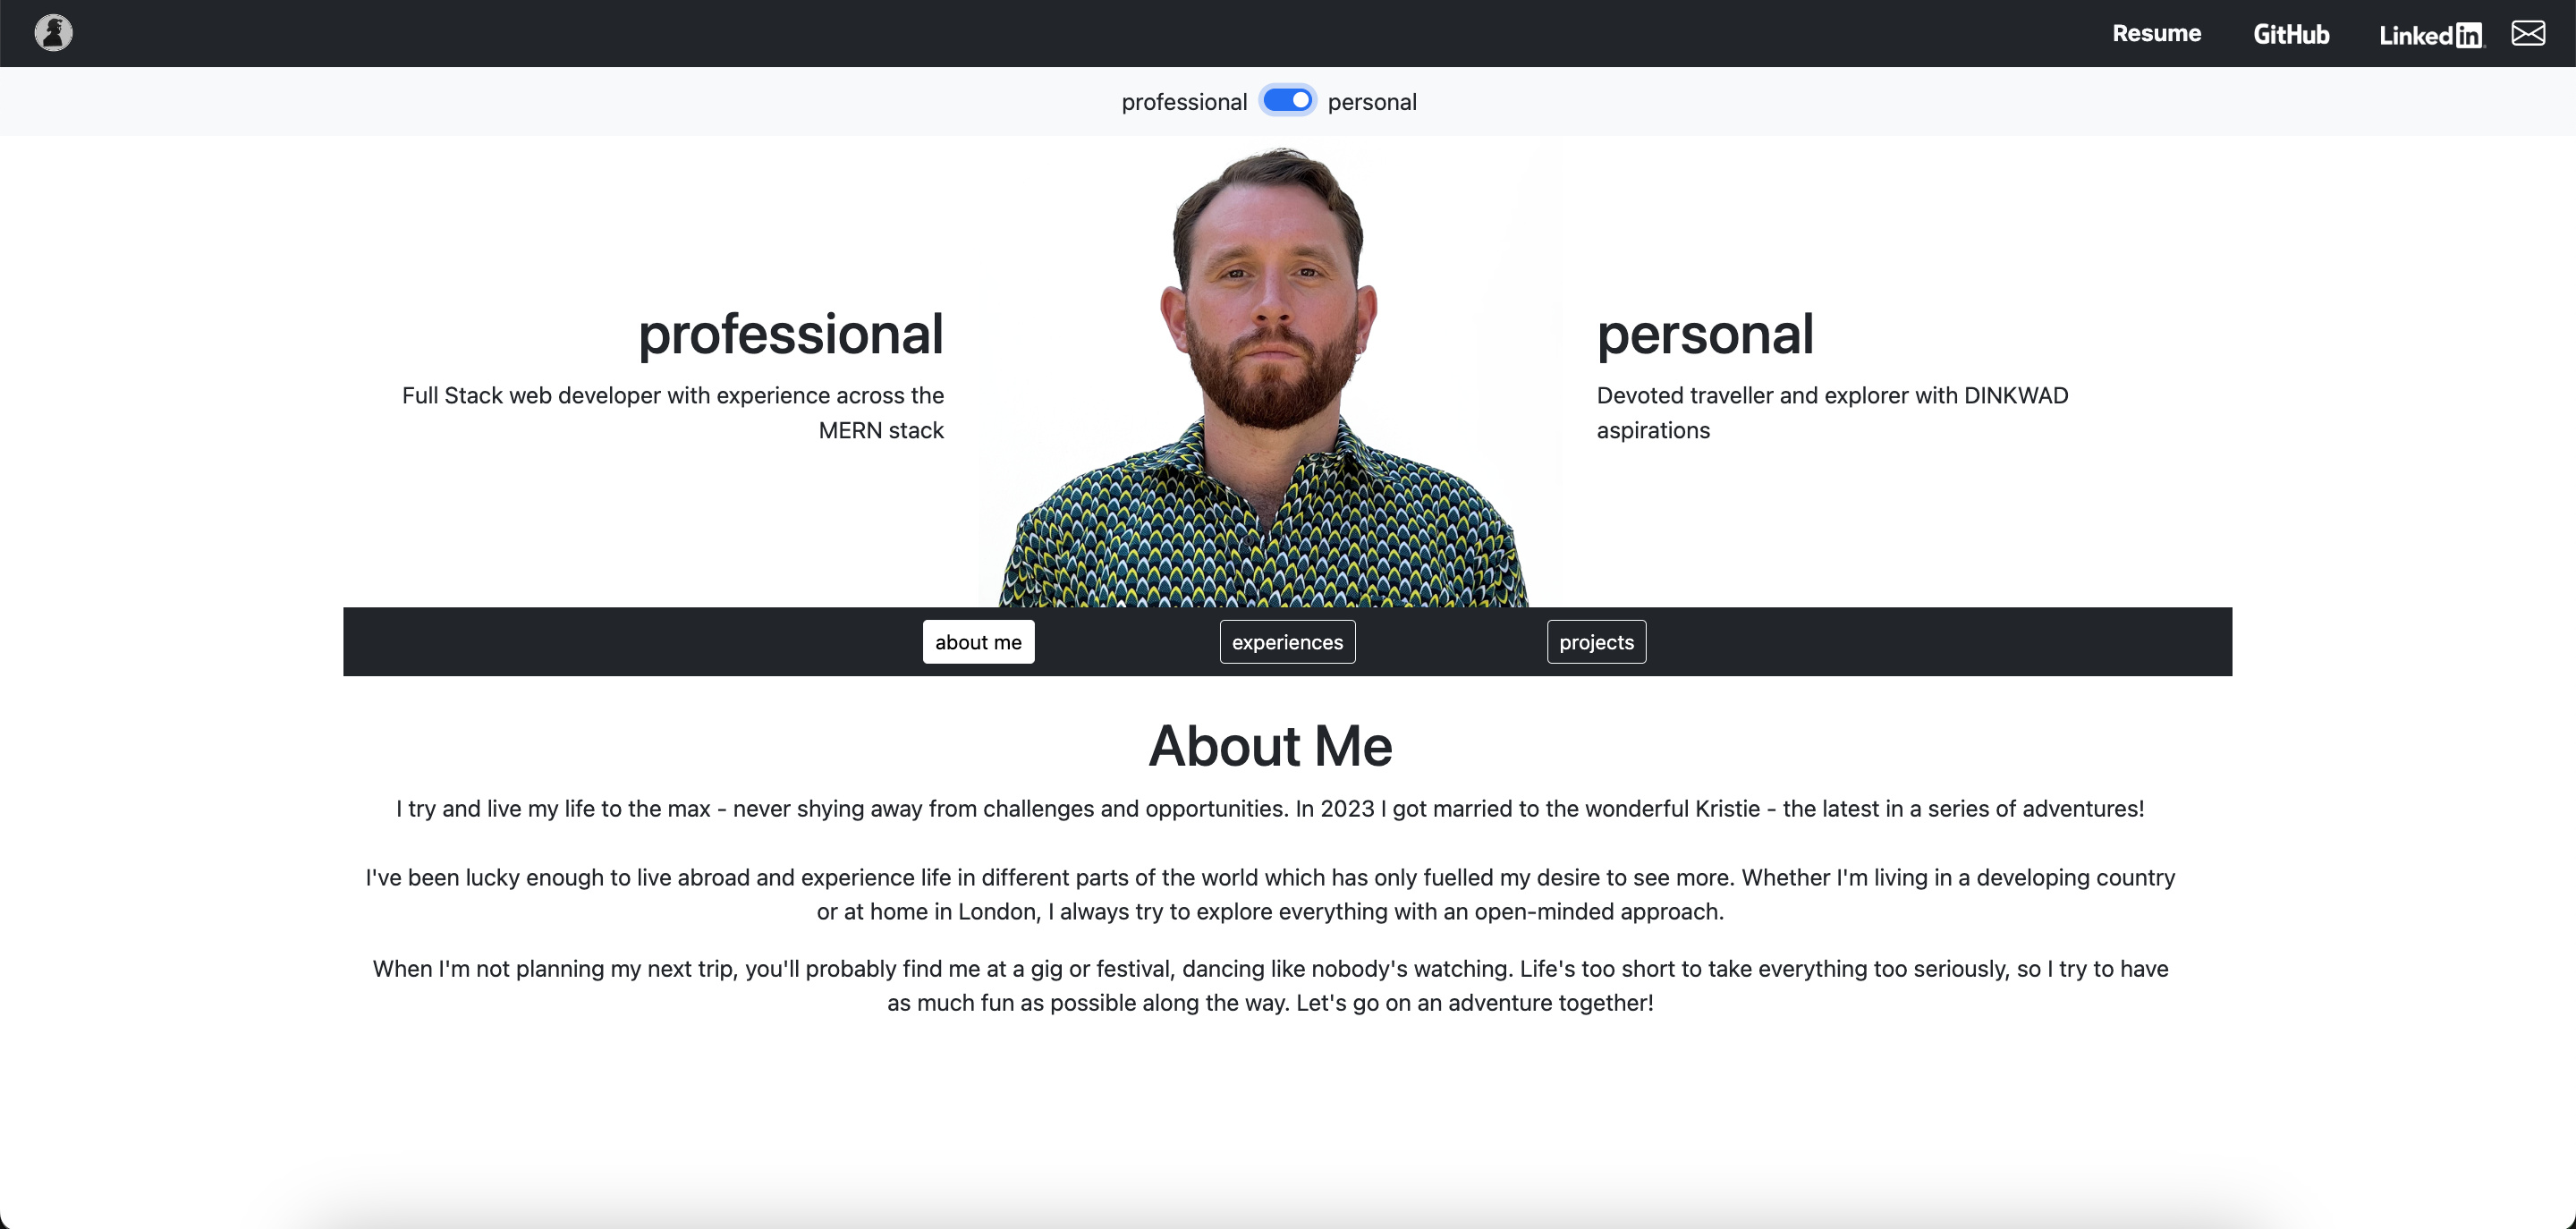 Resume GitHub Linked in
professional personal
professional
Full Stack web developer with experience across the
MERN stack
personal
Devoted traveller and explorer with DINKWAD
aspirations
about me experiences projects
About Me
I try and live my life to the max - never shying away from challenges and opportunities. In 2023 I got married to the wonderful Kristie - the latest in a series of adventures!
I've been lucky enough to live abroad and experience life in different parts of the world which has only fuelled my desire to see more. Whether I'm living in a developing country
or at home in London, I always try to explore everything with an open-minded approach.
When I'm not planning my next trip, you'll probably find me at a gig or festival, dancing like nobody's watching. Life's too short to take everything too seriously, so I try to have
as much fun as possible along the way. Let's go on an adventure together!